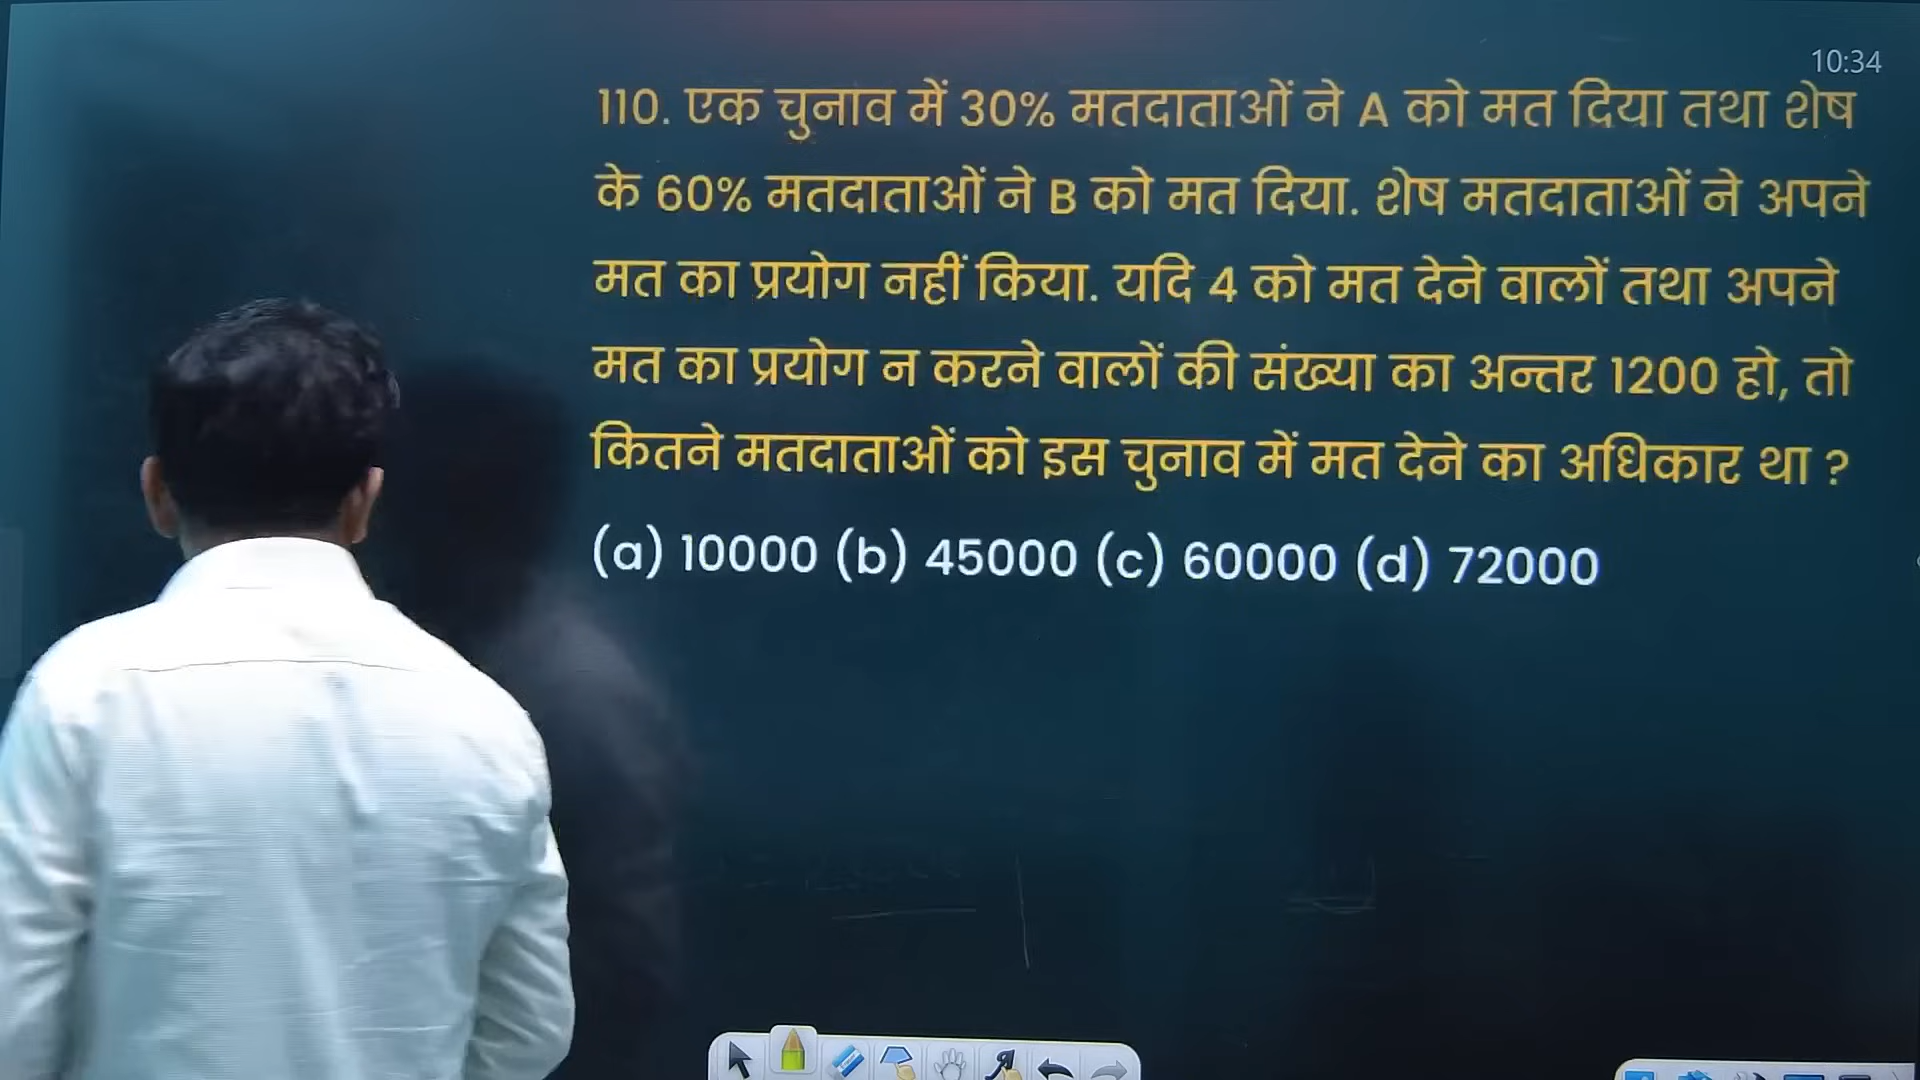 10:34
110. एक चुनाव में 30% मतदाताओं ने A को मत दिया तथा शेष
के 60% मतदाताओं ने B को मत दिया. शेष मतदाताओं ने अपने
मत का प्रयोग नहीं किया. यदि 4 को मत देने वालों तथा अपने
मत का प्रयोग न करने वालों की संख्या का अन्तर 1200 हो, तो
कितने मतदाताओं को इस चुनाव में मत देने का अधिकार था ?
(a) 10000 (b) 45000 (c) 60000 (d) 72000